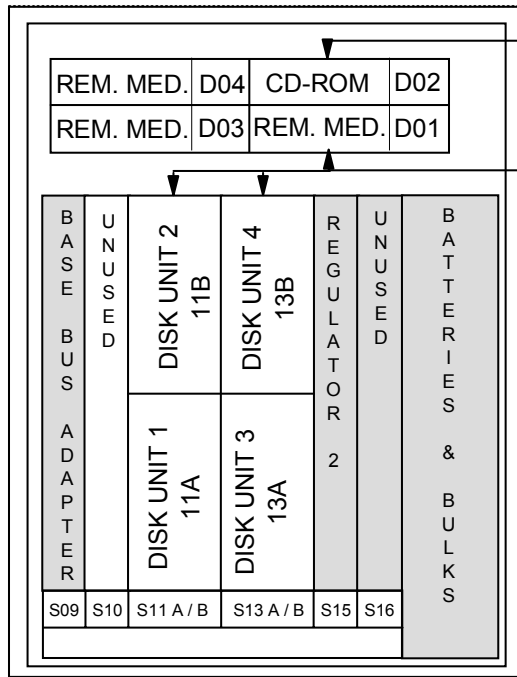 REM. MED. D04 CD-ROM D02
REM. MED. D03 REM. MED. D01
BASE BUS ADAPTER
UNUSED
DISK UNIT 2
11B
DISK UNIT 4
13B
DISK UNIT 1
11A
DISK UNIT 3
13A
REGULATOR 2
UNUSED
BATTERIES & BULKS
S09 S10 S11 A / B S13 A / B S15 S16